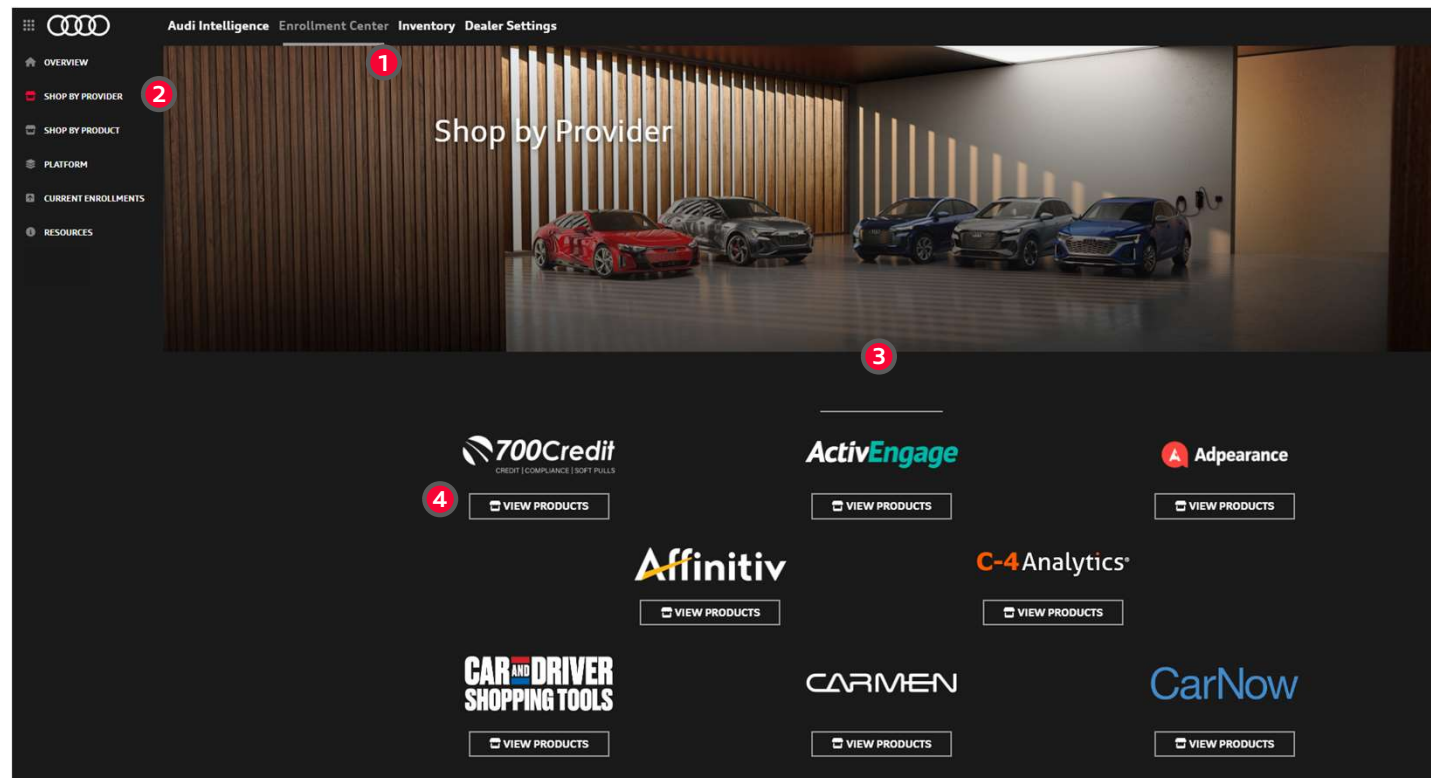 Audi Intelligence Enrollment Center Inventory Dealer Settings
1
OVERVIEW
SHOP BY PROVIDER
2
SHOP BY PRODUCT
PLATFORM
CURRENT ENROLLMENTS
RESOURCES
Shop by Provider
3
700Credit
CREDIT | COMPLIANCE | SOFT PULLS
ActivEngage
Adpearance
4
VIEW PRODUCTS
VIEW PRODUCTS
VIEW PRODUCTS
Affinitiv
C-4 Analytics®
VIEW PRODUCTS
VIEW PRODUCTS
CAR AND DRIVER
SHOPPING TOOLS
CARMEN
CarNow
VIEW PRODUCTS
VIEW PRODUCTS
VIEW PRODUCTS